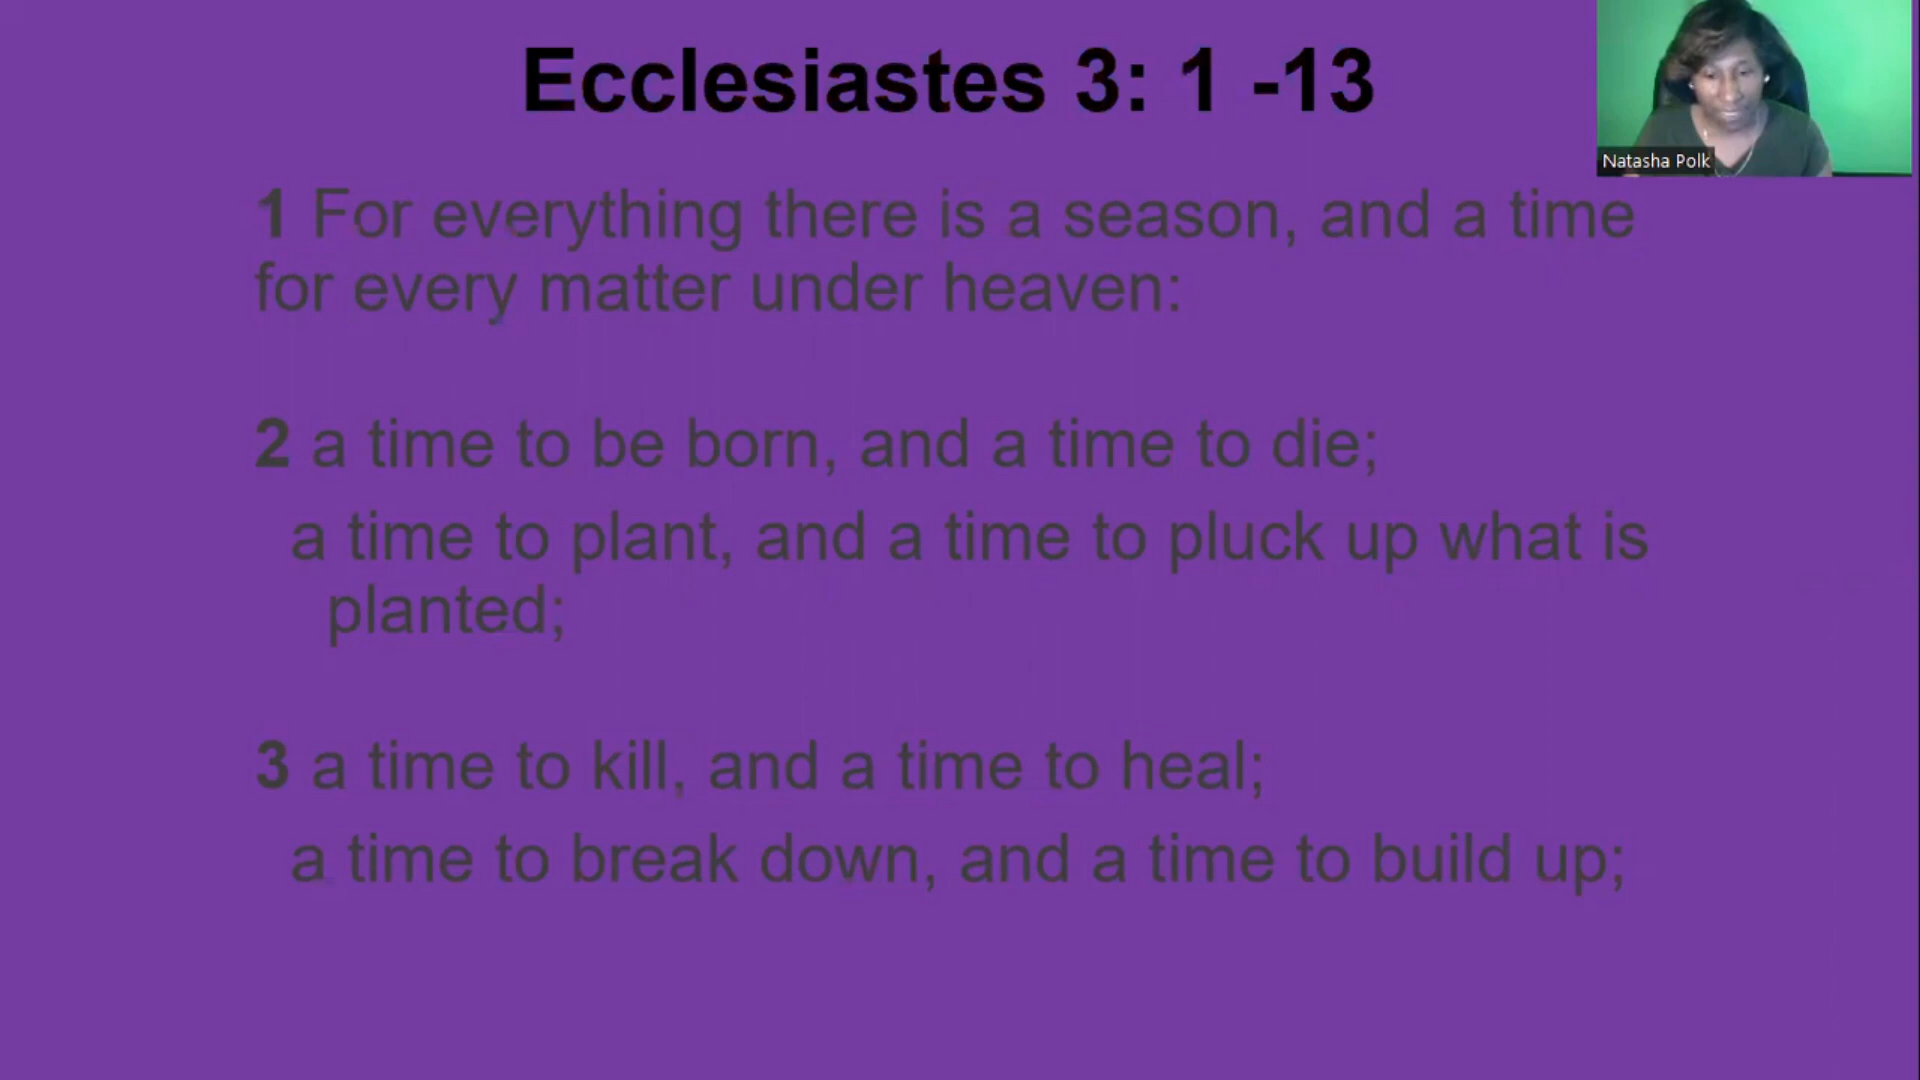 Ecclesiastes 3: 1 -13
Natasha Polk
1 For everything there is a season, and a time
for every matter under heaven:
2 a time to be born, and a time to die;
a time to plant, and a time to pluck up what is
planted;
3 a time to kill, and a time to heal;
a time to break down, and a time to build up;